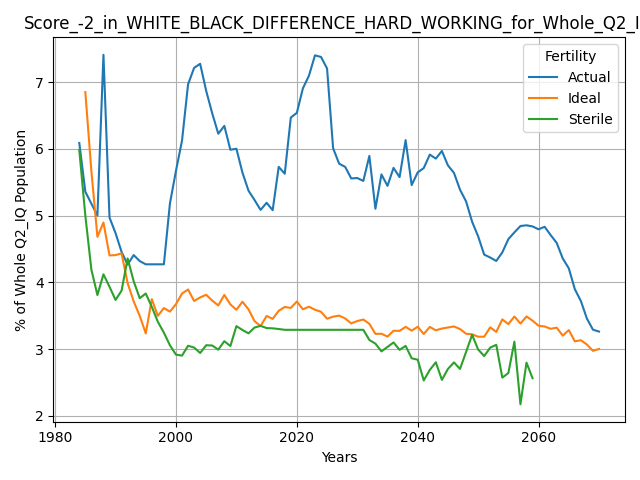 Score_-2_in_WHITE_BLACK_DIFFERENCE_HARD_WORKING_for_Whole_Q2_I
Fertility
Actual
Ideal
Sterile
% of Whole Q2_IQ Population
7
6
5
4
3
2
1980
2000
2020
2040
2060
Years